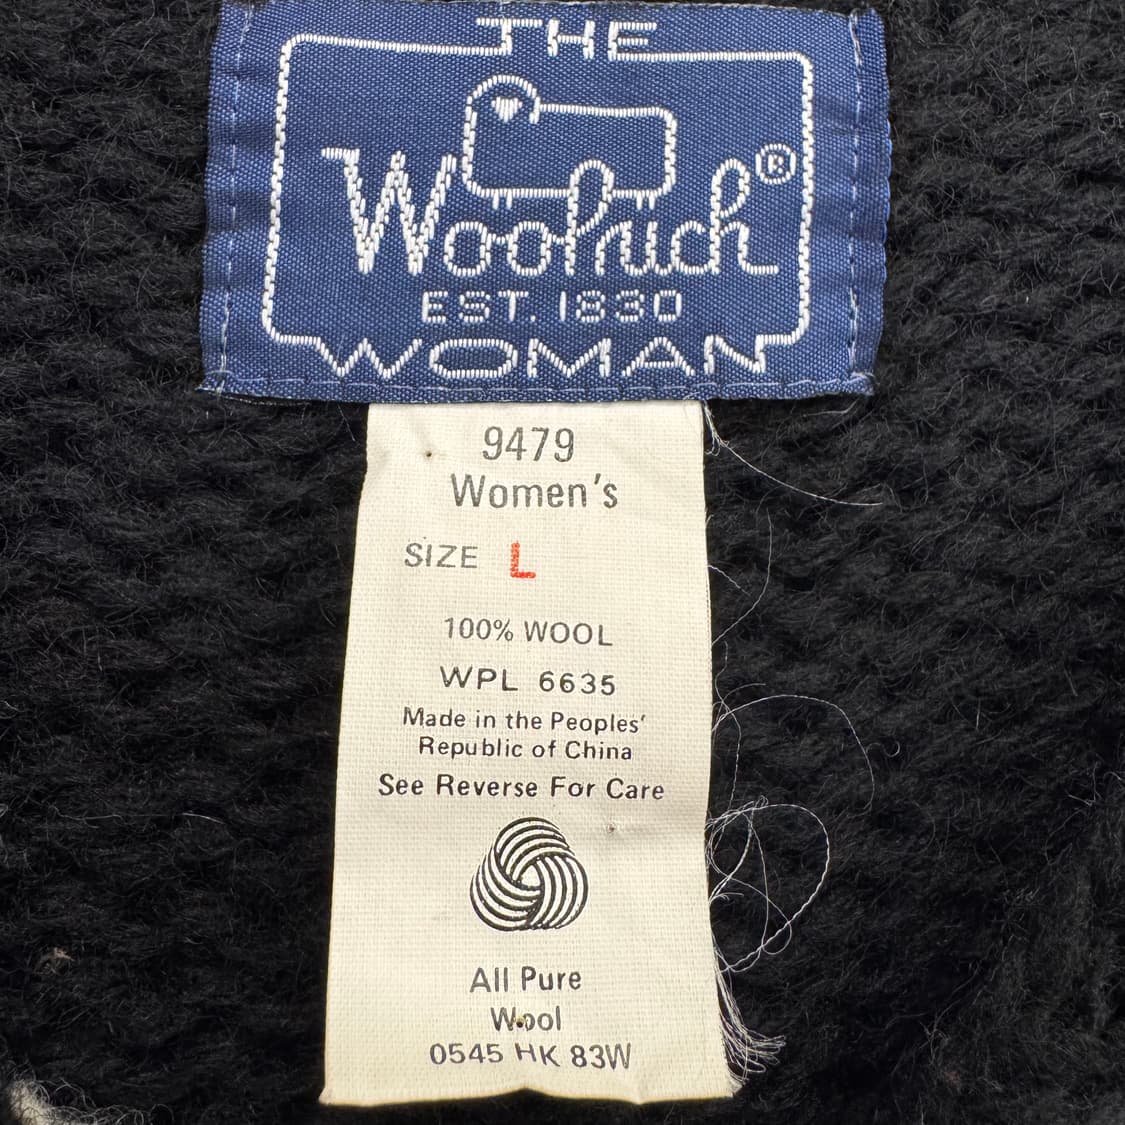 THE
Woolrich®
EST. 1830
WOMAN
9479
Women's
SIZE L
100% WOOL
WPL 6635
Made in the Peoples'
Republic of China
See Reverse For Care
All Pure
Wool
0545 HK 83W